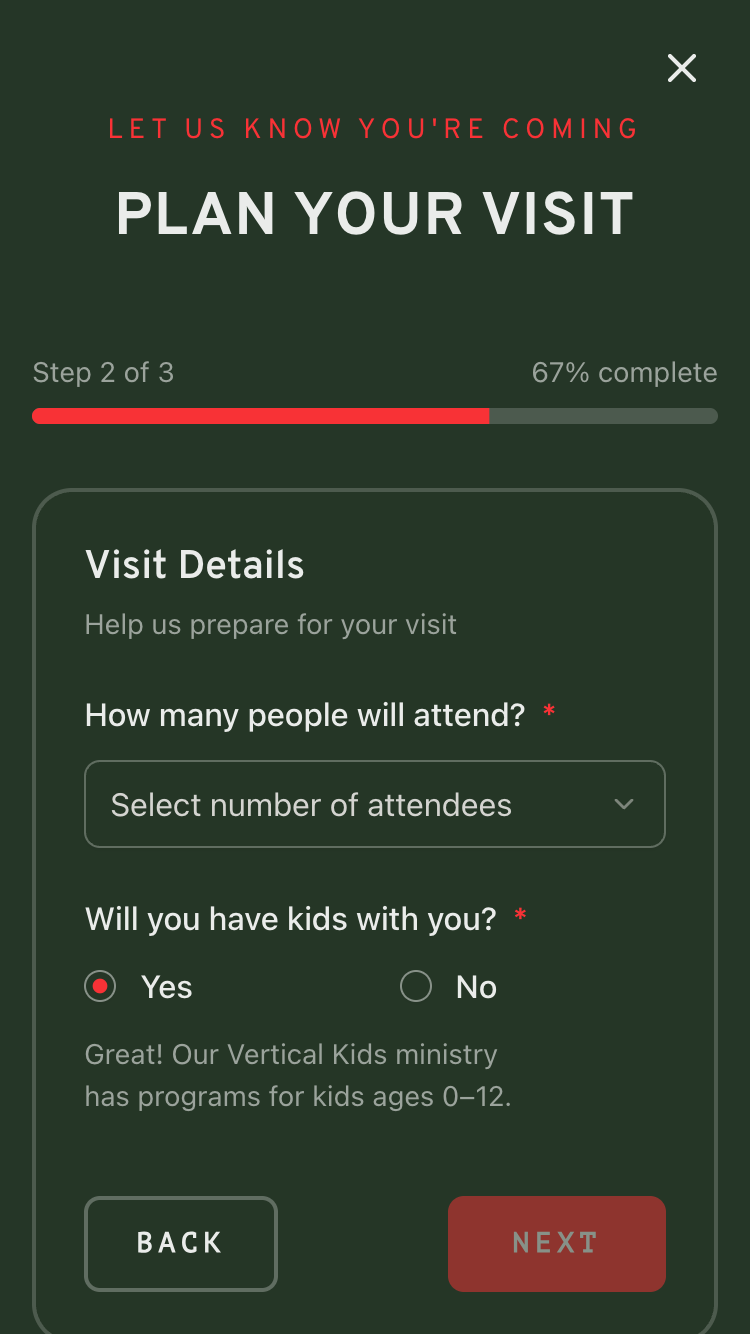 LET US KNOW YOU'RE COMING
PLAN YOUR VISIT
Step 2 of 3
67% complete
Visit Details
Help us prepare for your visit
How many people will attend? *
Select number of attendees
Will you have kids with you? *
Yes
No
Great! Our Vertical Kids ministry
has programs for kids ages 0–12.
BACK
NEXT